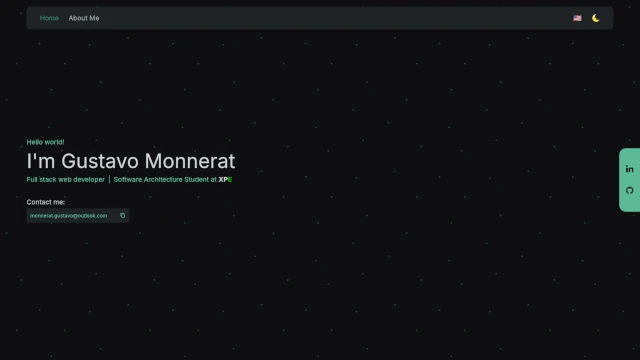 Home About Me
Hello world!
I'm Gustavo Monnerat
Full stack web developer | Software Architecture Student at XPE
Contact me:
monnerat.gustavo@outlook.com
in